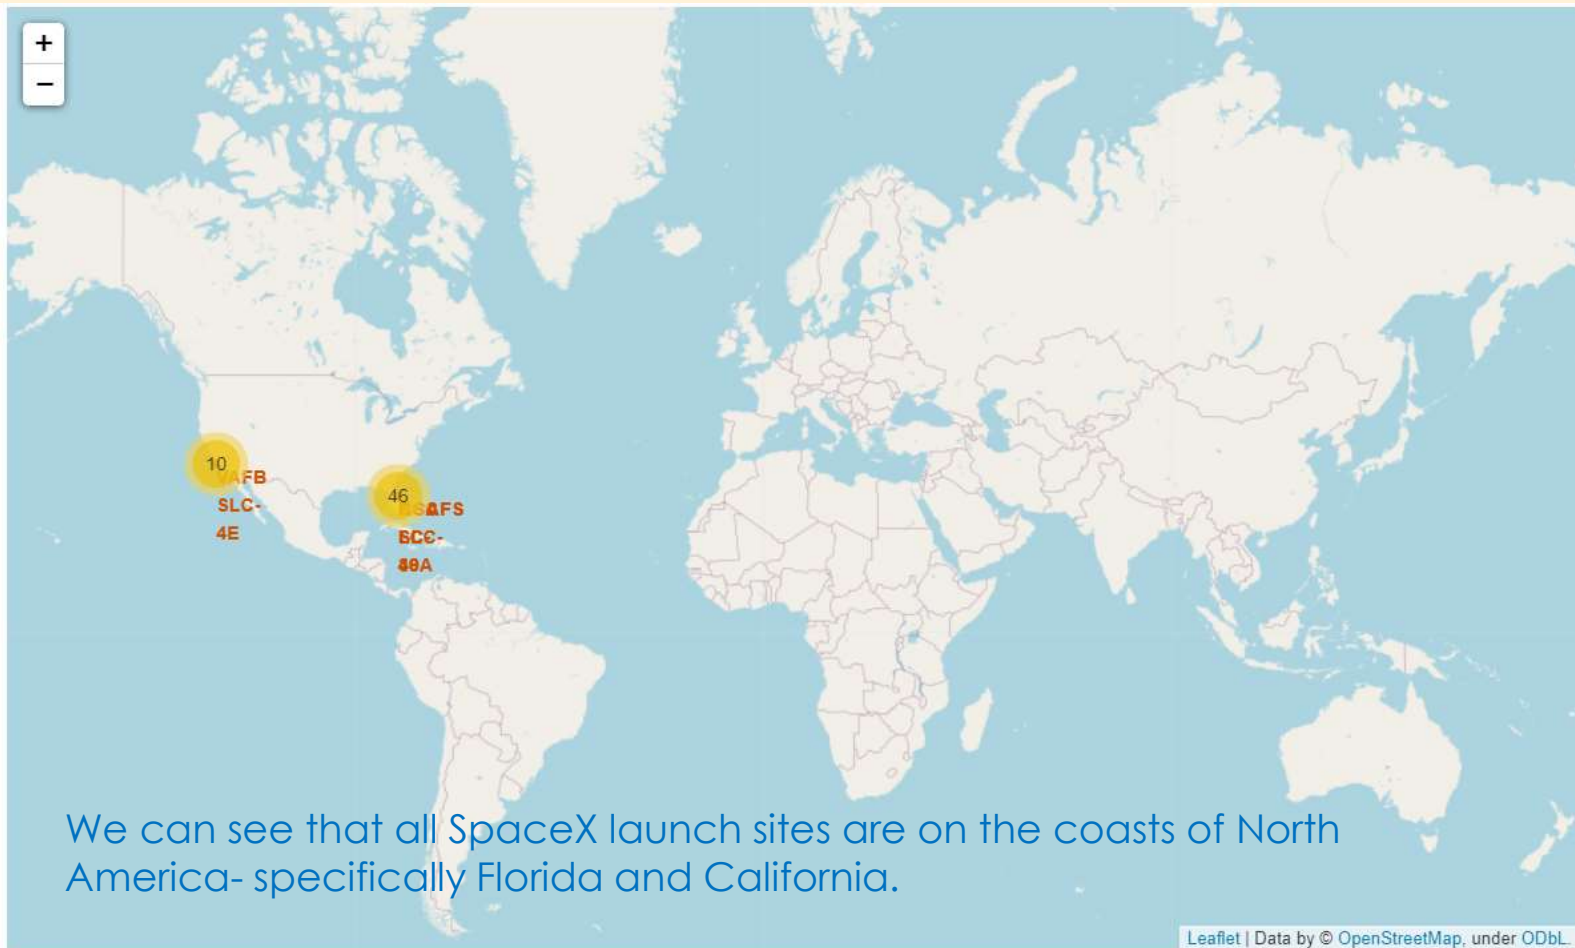 +
−
10
VAFB
SLC-
4E
46
We can see that all SpaceX launch sites are on the coasts of North
America- specifically Florida and California.
Leaflet | Data by © OpenStreetMap, under ODbL.